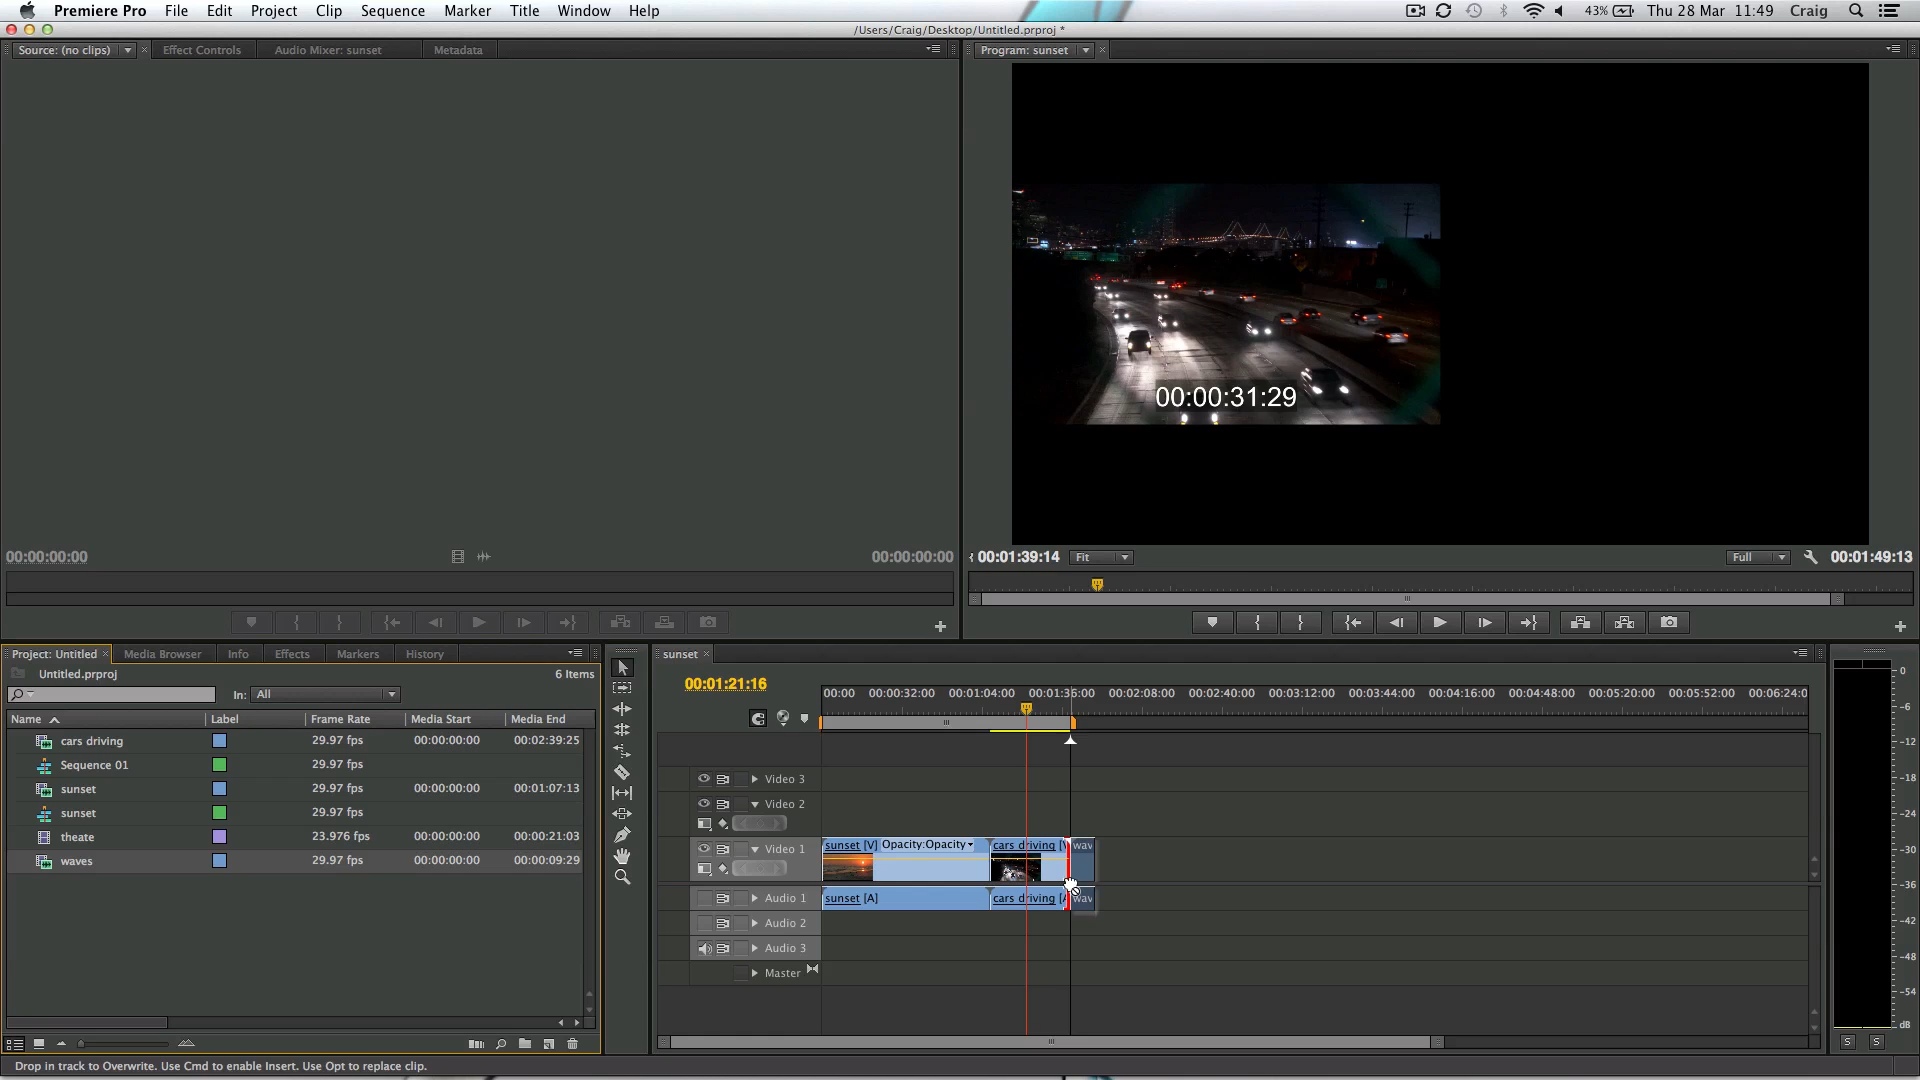 Premiere Pro File Edit Project Clip Sequence Marker Title Window Help 43% Thu 28 Mar 11:49 Craig
/Users/Craig/Desktop/Untitled.prproj *
Source: (no clips) Effect Controls Audio Mixer: sunset Metadata
Program: sunset
00:00:31:29
00:00:00:00 00:00:00:00
00:01:39:14 Fit Full 00:01:49:13
Project: Untitled Media Browser Info Effects Markers History
Untitled.prproj 6 Items
In: All
Name Label Frame Rate Media Start Media End
cars driving 29.97 fps 00:00:00:00 00:02:39:25
Sequence 01 29.97 fps
sunset 29.97 fps 00:00:00:00 00:01:07:13
sunset 29.97 fps
theate 23.976 fps 00:00:00:00 00:00:21:03
waves 29.97 fps 00:00:00:00 00:00:09:29
sunset
00:01:21:16
00:00 00:00:32:00 00:01:04:00 00:01:36:00 00:02:08:00 00:02:40:00 00:03:12:00 00:03:44:00 00:04:16:00 00:04:48:00 00:05:20:00 00:05:52:00 00:06:24:0
Video 3
Video 2
Video 1
sunset [V] Opacity:Opacity cars driving [V wav
Audio 1 sunset [A] cars driving [A wav
Audio 2
Audio 3
Master
0
-6
-12
-18
-24
-30
-36
-42
-48
-54
dB
S S
Drop in track to Overwrite. Use Cmd to enable Insert. Use Opt to replace clip.